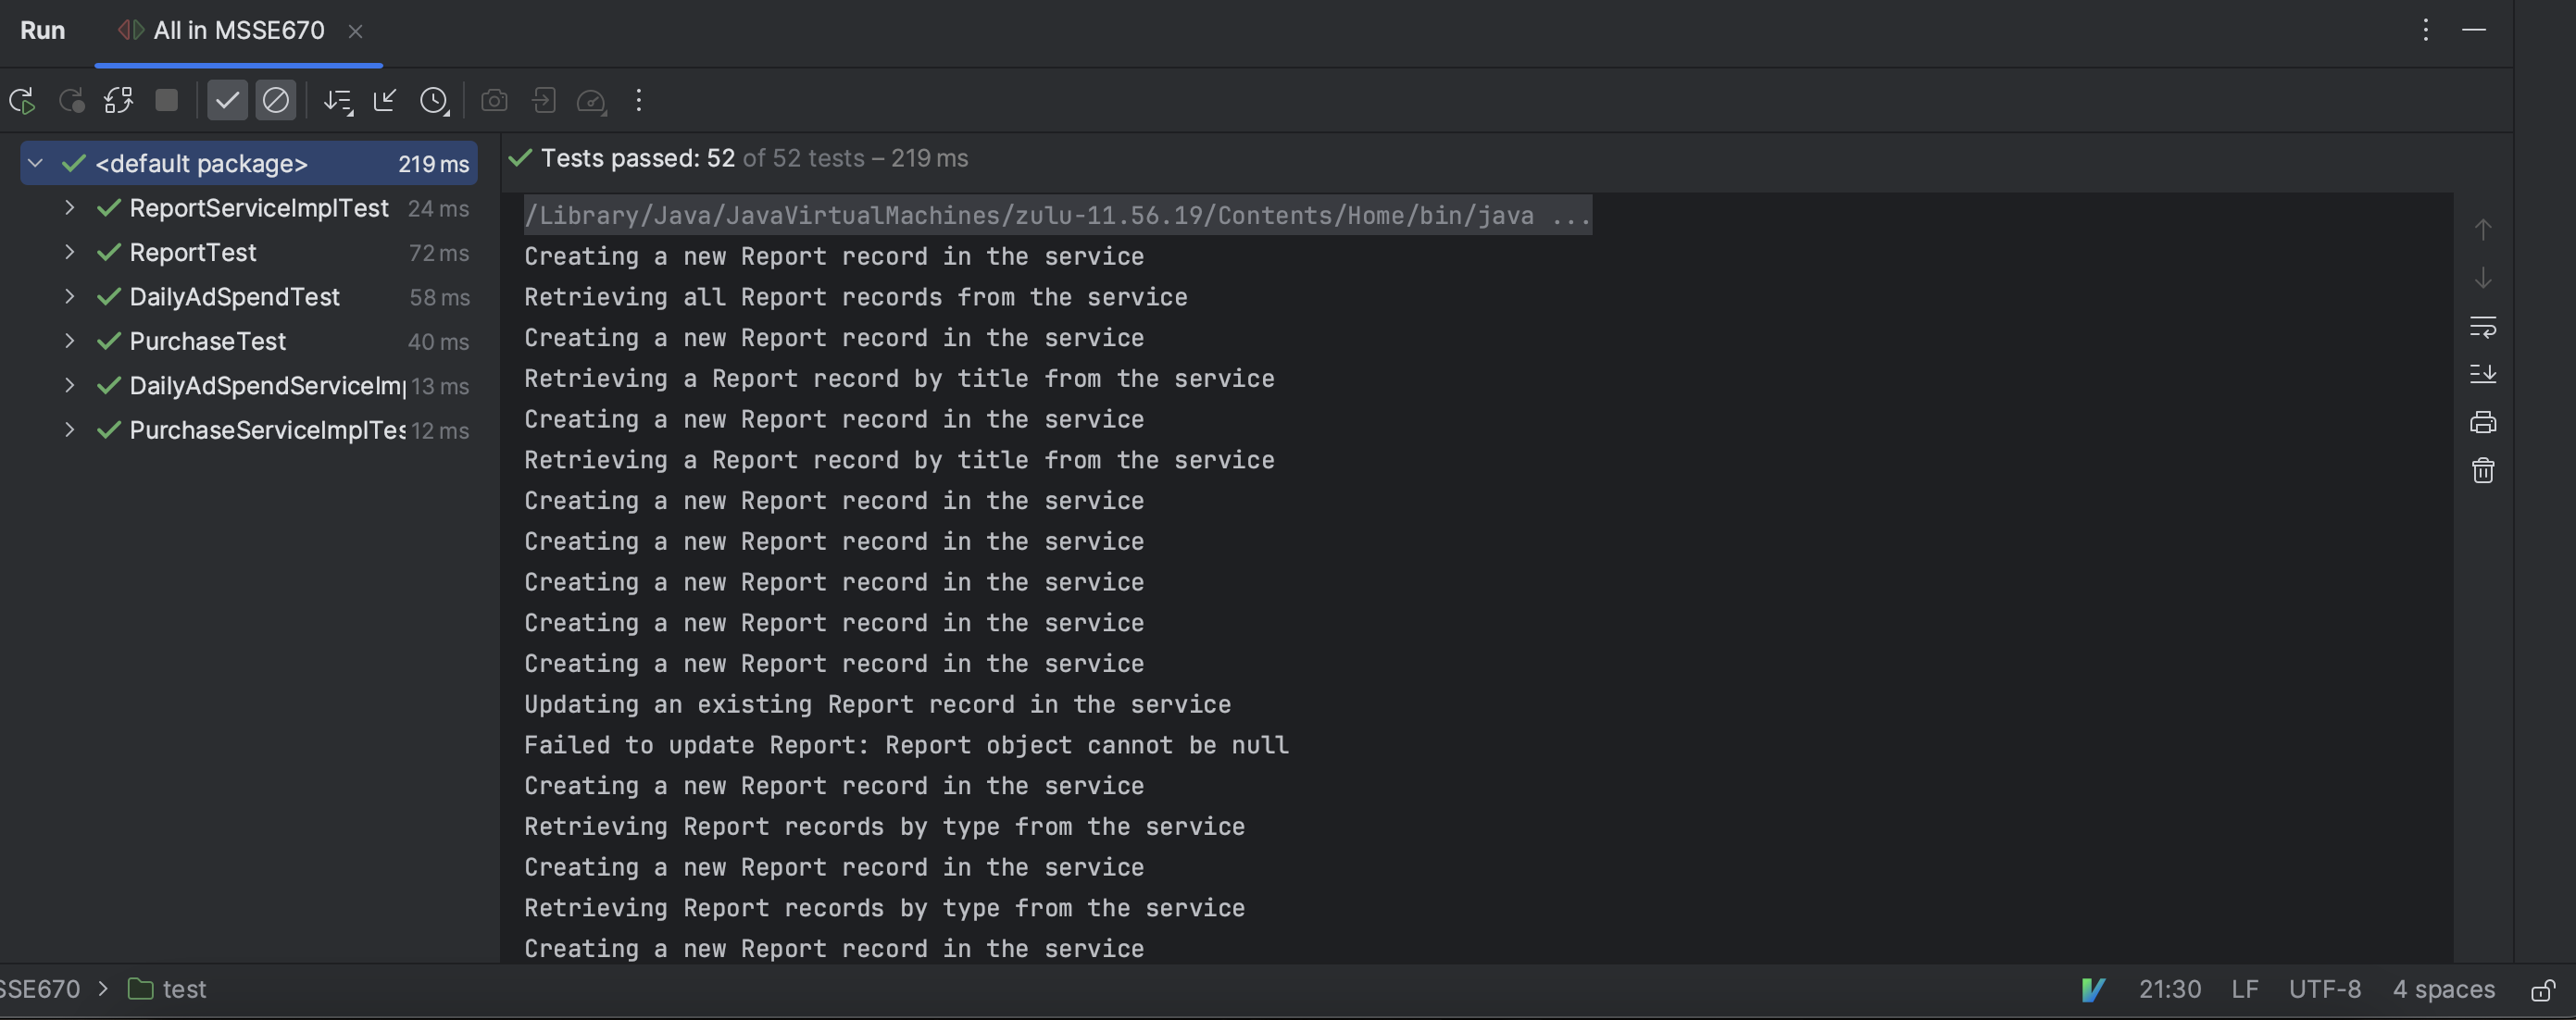 Run All in MSSE670
<default package> 219 ms
ReportServiceImplTest 24 ms
ReportTest 72 ms
DailyAdSpendTest 58 ms
PurchaseTest 40 ms
DailyAdSpendServiceImp 13 ms
PurchaseServiceImplTes 12 ms
Tests passed: 52 of 52 tests – 219 ms
/Library/Java/JavaVirtualMachines/zulu-11.56.19/Contents/Home/bin/java ...
Creating a new Report record in the service
Retrieving all Report records from the service
Creating a new Report record in the service
Retrieving a Report record by title from the service
Creating a new Report record in the service
Retrieving a Report record by title from the service
Creating a new Report record in the service
Creating a new Report record in the service
Creating a new Report record in the service
Creating a new Report record in the service
Creating a new Report record in the service
Updating an existing Report record in the service
Failed to update Report: Report object cannot be null
Creating a new Report record in the service
Retrieving Report records by type from the service
Creating a new Report record in the service
Retrieving Report records by type from the service
Creating a new Report record in the service
SSE670 > test 21:30 LF UTF-8 4 spaces